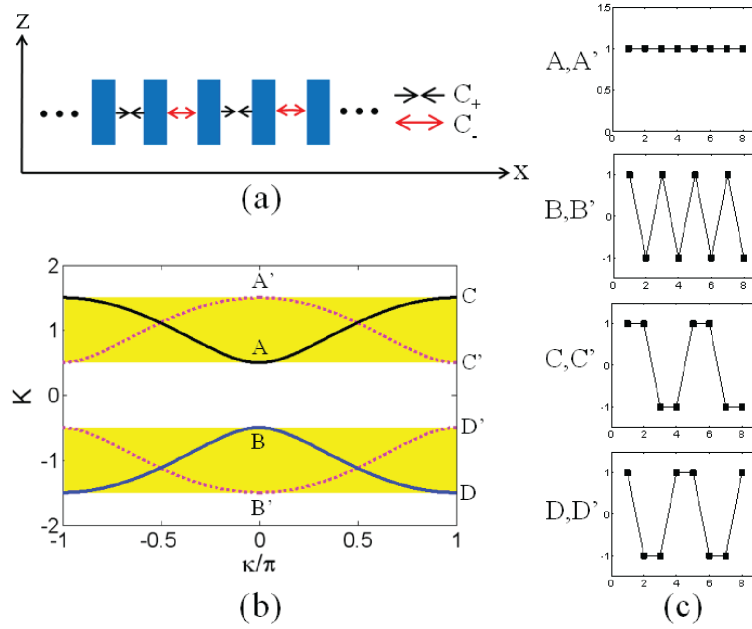 Z
C+
C-
X
(a)
2
1
0
-1
-2
K
A'
A
B
B'
C
C'
D'
D
-1
-0.5
0
0.5
1
κ/π
(b)
A,A'
1.5
1
0.5
0 2 4 6 8
B,B'
1
0
-1
0 2 4 6 8
C,C'
1
0
-1
0 2 4 6 8
D,D'
1
0
-1
0 2 4 6 8
(c)